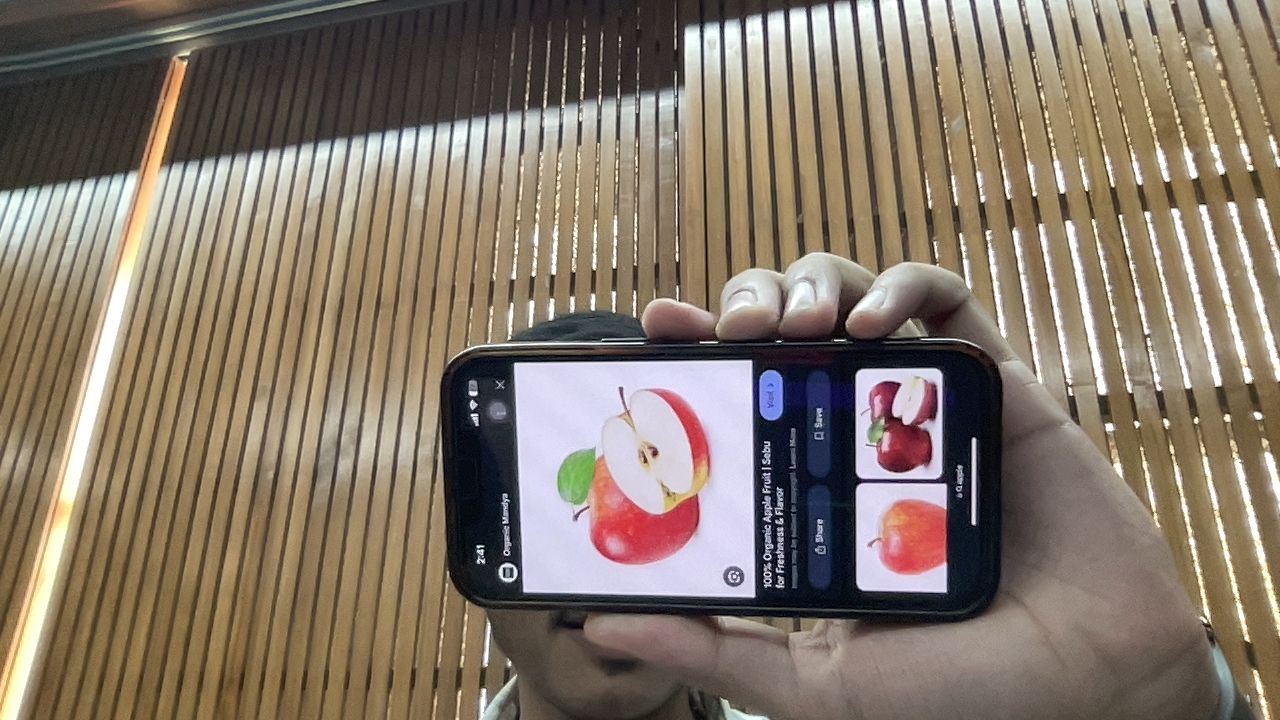 2:41
Organic Mandya
100% Organic Apple Fruit | Sebu
for Freshness & Flavor
Visit >
Images may be subject to copyright. Learn More
Share
Save
apple